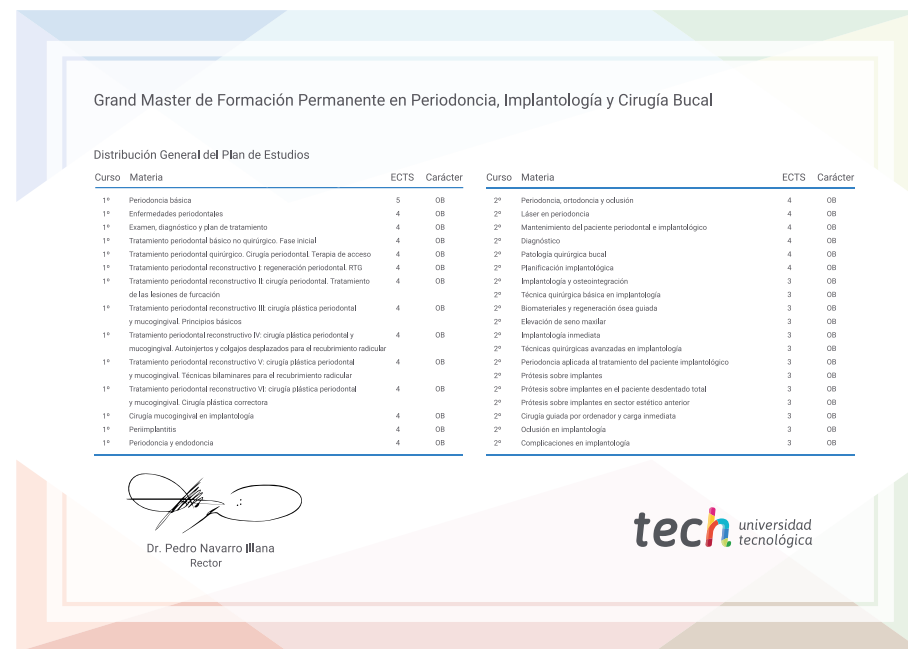 Grand Master de Formación Permanente en Periodoncia, Implantología y Cirugía Bucal
Distribución General del Plan de Estudios
Curso Materia ECTS Carácter
1º Periodoncia básica 5 OB
1º Enfermedades periodontales 4 OB
1º Examen, diagnóstico y plan de tratamiento 4 OB
1º Tratamiento periodontal básico no quirúrgico. Fase inicial 4 OB
1º Tratamiento periodontal quirúrgico. Cirugía periodontal. Terapia de acceso 4 OB
1º Tratamiento periodontal reconstructivo I: regeneración periodontal. RTG 4 OB
1º Tratamiento periodontal reconstructivo II: cirugía periodontal. Tratamiento 4 OB
de las lesiones de furcación
1º Tratamiento periodontal reconstructivo III: cirugía plástica periodontal 4 OB
y mucogingival. Principios básicos
1º Tratamiento periodontal reconstructivo IV: cirugía plástica periodontal y 4 OB
mucogingival. Autoinjertos y colgajos desplazados para el recubrimiento radicular
1º Tratamiento periodontal reconstructivo V: cirugía plástica periodontal 4 OB
y mucogingival. Técnicas bilaminares para el recubrimiento radicular
1º Tratamiento periodontal reconstructivo VI: cirugía plástica periodontal 4 OB
y mucogingival. Cirugía plástica correctora
1º Cirugía mucogingival en implantología 4 OB
1º Periimplantitis 4 OB
1º Periodoncia y endodoncia 4 OB
Curso Materia ECTS Carácter
2º Periodoncia, ortodoncia y oclusión 4 OB
2º Láser en periodoncia 4 OB
2º Mantenimiento del paciente periodontal e implantológico 4 OB
2º Diagnóstico 4 OB
2º Patología quirúrgica bucal 4 OB
2º Planificación implantológica 4 OB
2º Implantología y osteointegración 3 OB
2º Técnica quirúrgica básica en implantología 3 OB
2º Biomateriales y regeneración ósea guiada 3 OB
2º Elevación de seno maxilar 3 OB
2º Implantología inmediata 3 OB
2º Técnicas quirúrgicas avanzadas en implantología 3 OB
2º Periodoncia aplicada al tratamiento del paciente implantológico 3 OB
2º Prótesis sobre implantes 3 OB
2º Prótesis sobre implantes en el paciente desdentado total 3 OB
2º Prótesis sobre implantes en sector estético anterior 3 OB
2º Cirugía guiada por ordenador y carga inmediata 3 OB
2º Oclusión en implantología 3 OB
2º Complicaciones en implantología 3 OB
Dr. Pedro Navarro Illana
Rector
tech universidad
tecnológica